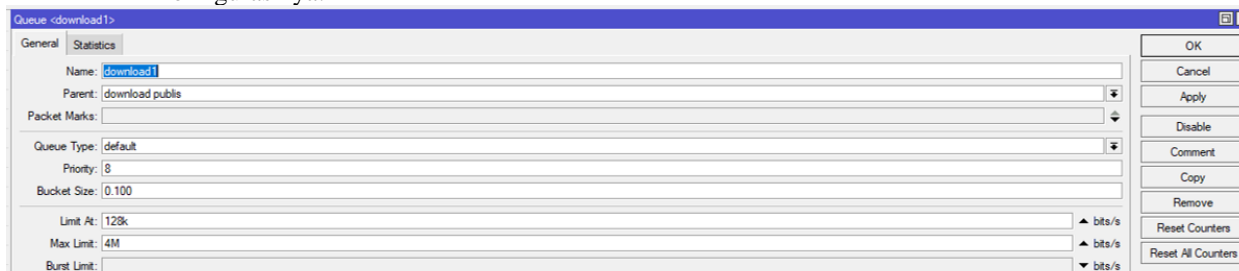 Queue <download1>
General Statistics
Name: download1
Parent: download publis
Packet Marks:
Queue Type: default
Priority: 8
Bucket Size: 0.100
Limit At: 128k bits/s
Max Limit: 4M bits/s
Burst Limit: bits/s
OK
Cancel
Apply
Disable
Comment
Copy
Remove
Reset Counters
Reset All Counters